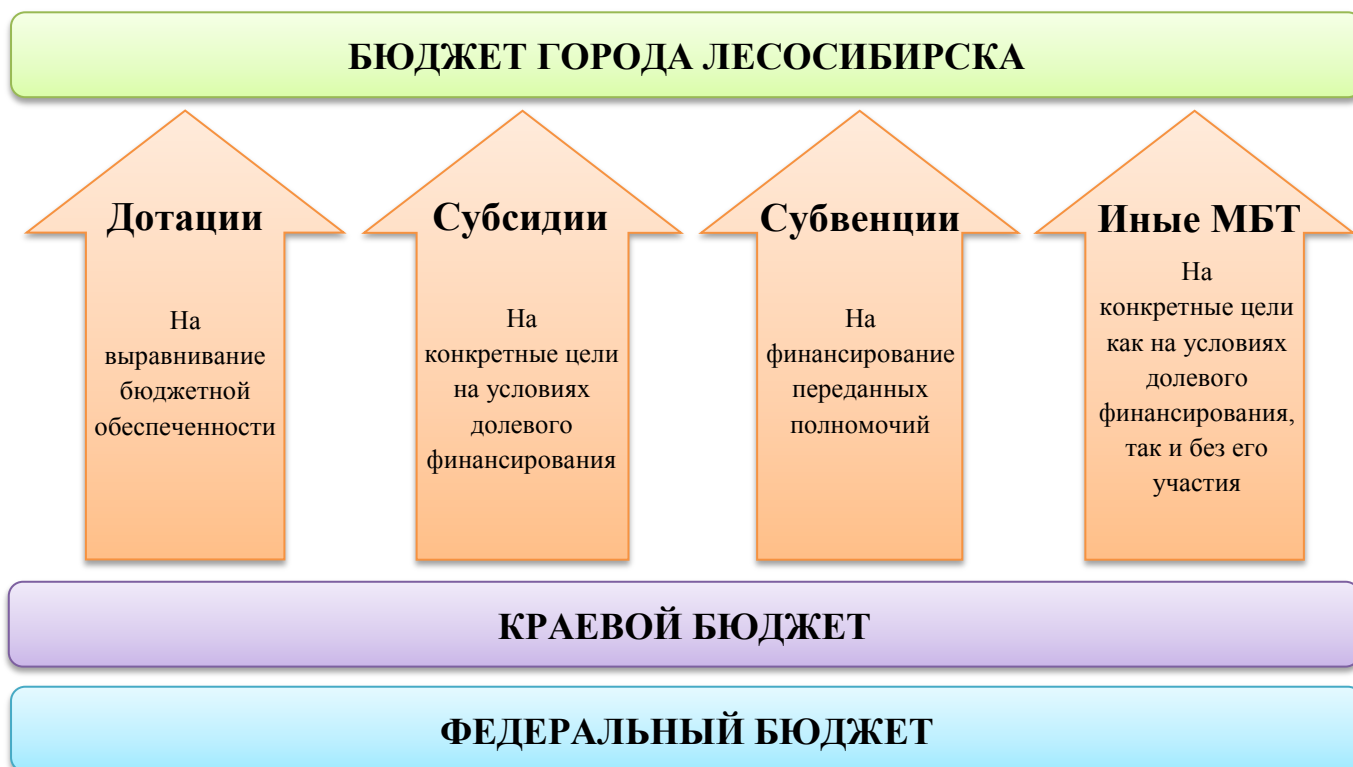 БЮДЖЕТ ГОРОДА ЛЕСОСИБИРСКА
Дотации
На
выравнивание
бюджетной
обеспеченности
Субсидии
На
конкретные цели
на условиях
долевого
финансирования
Субвенции
На
финансирование
переданных
полномочий
Иные МБТ
На
конкретные цели
как на условиях
долевого
финансирования,
так и без его
участия
КРАЕВОЙ БЮДЖЕТ
ФЕДЕРАЛЬНЫЙ БЮДЖЕТ